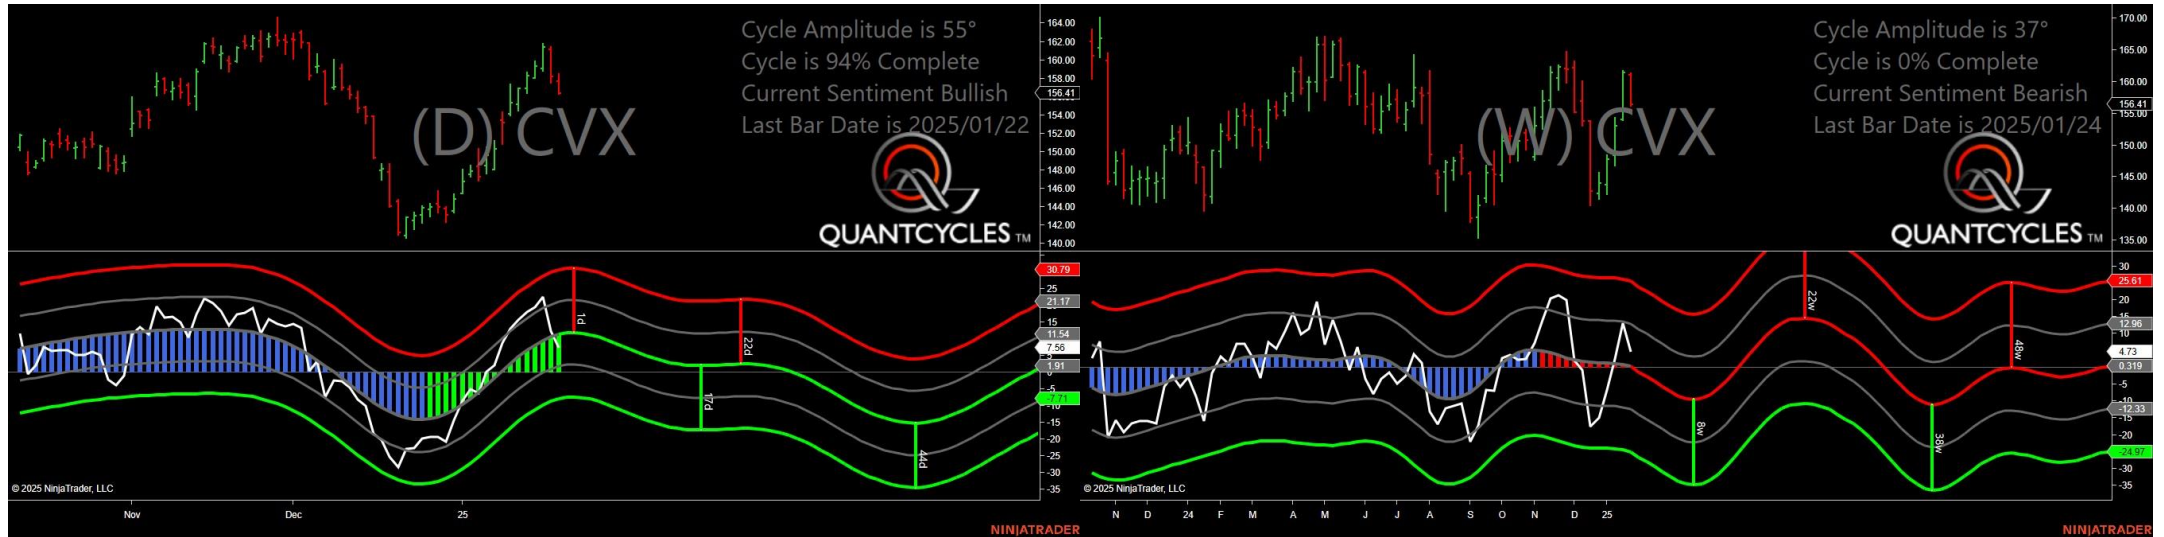 Cycle Amplitude is 55°
Cycle is 94% Complete
Current Sentiment Bullish
Last Bar Date is 2025/01/22
(D) CVX
QUANTCYCLES TM
164.00
162.00
160.00
158.00
156.41
154.00
152.00
150.00
148.00
146.00
144.00
142.00
140.00
1d
22d
17d
44d
30.79
25
21.17
15
11.54
7.56
5
1.91
-5
-7.71
-10
-15
-20
-25
-30
-35
© 2025 NinjaTrader, LLC
Nov
Dec
25
NINJATRADER
Cycle Amplitude is 37°
Cycle is 0% Complete
Current Sentiment Bearish
Last Bar Date is 2025/01/24
(W) CVX
QUANTCYCLES TM
170.00
165.00
160.00
156.41
155.00
150.00
145.00
140.00
135.00
22w
48w
8w
38w
30
25.61
20
15
12.96
10
4.73
0.319
-5
-10
-12.33
-15
-20
-24.97
-30
-35
© 2025 NinjaTrader, LLC
N D 24 F M A M J J A S O N D 25
NINJATRADER